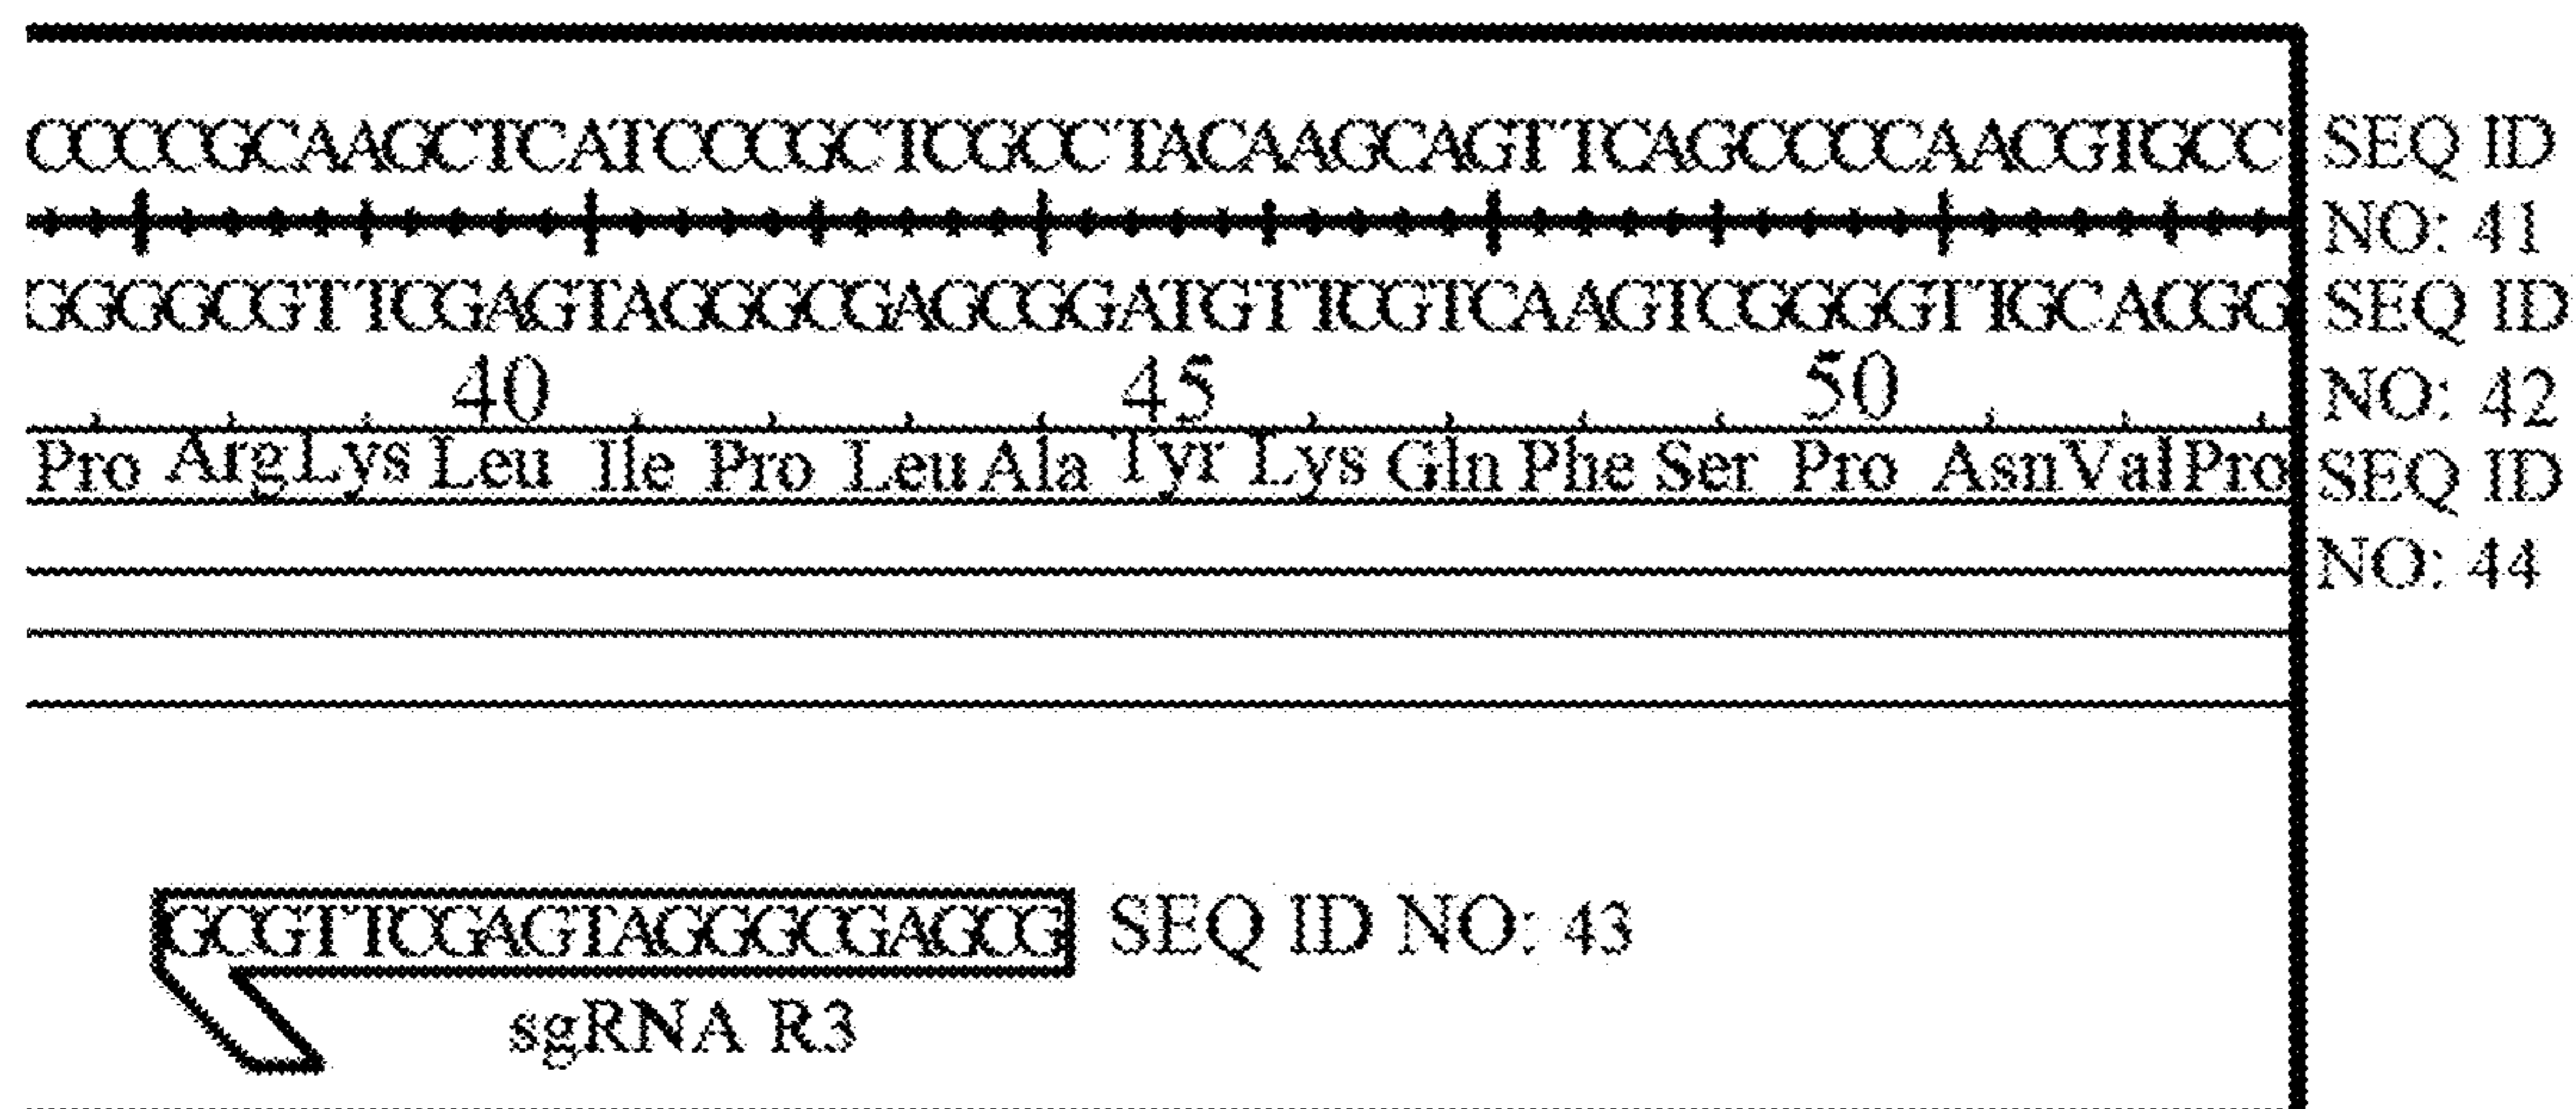 CCCCGCAAGCTCATCCCGCTCGCCTACAAGCAGTTCAGCCCCAACGTGCC SEQ ID
NO: 41
GGGGCGTTCGAGTAGGGCGAGCGGATGTTCGTCAAGTCGGGGTTGCACGG SEQ ID
40 45 50 NO: 42
Pro Arg Lys Leu Ile Pro Leu Ala Tyr Lys Gln Phe Ser Pro Asn Val Pro SEQ ID
NO: 44
GCGTTCGAGTAGGGCGAGCG SEQ ID NO: 43
sgRNA R3